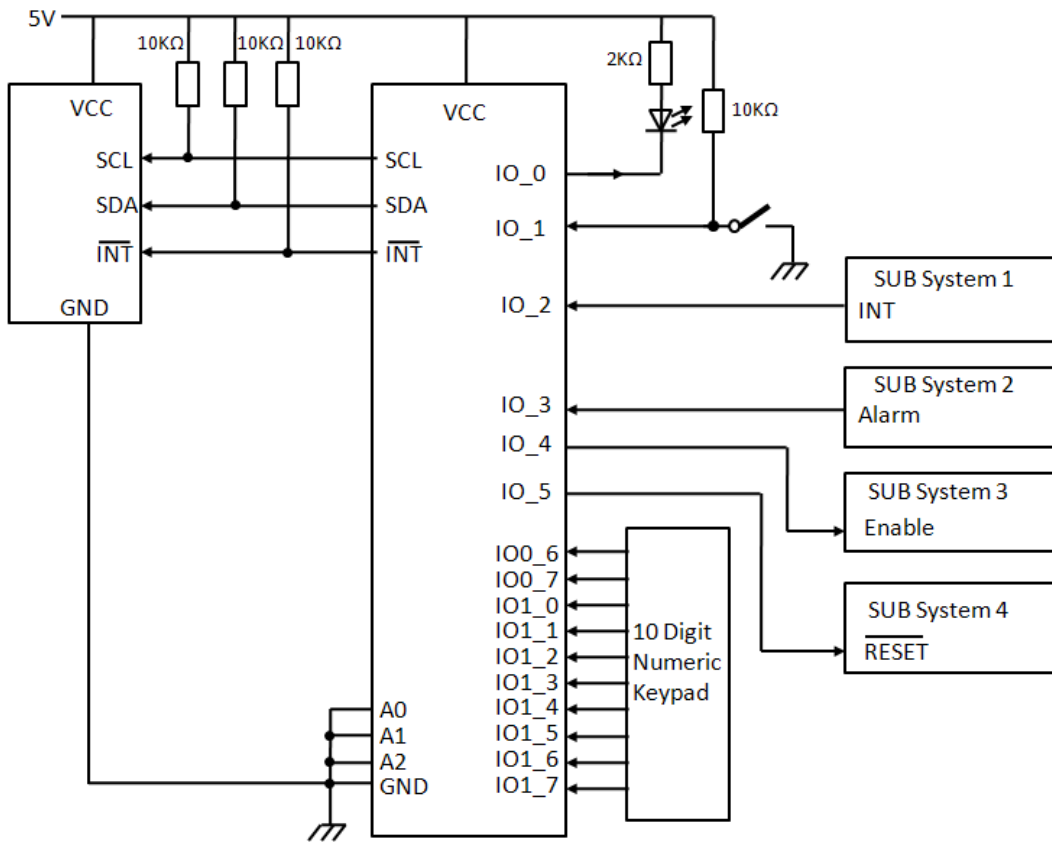 5V
10KΩ
10KΩ
10KΩ
2KΩ
10KΩ
VCC
SCL
SDA
INT
GND
VCC
SCL
SDA
INT
A0
A1
A2
GND
IO_0
IO_1
IO_2
IO_3
IO_4
IO_5
IO0_6
IO0_7
IO1_0
IO1_1
IO1_2
IO1_3
IO1_4
IO1_5
IO1_6
IO1_7
10 Digit
Numeric
Keypad
SUB System 1
INT
SUB System 2
Alarm
SUB System 3
Enable
SUB System 4
RESET